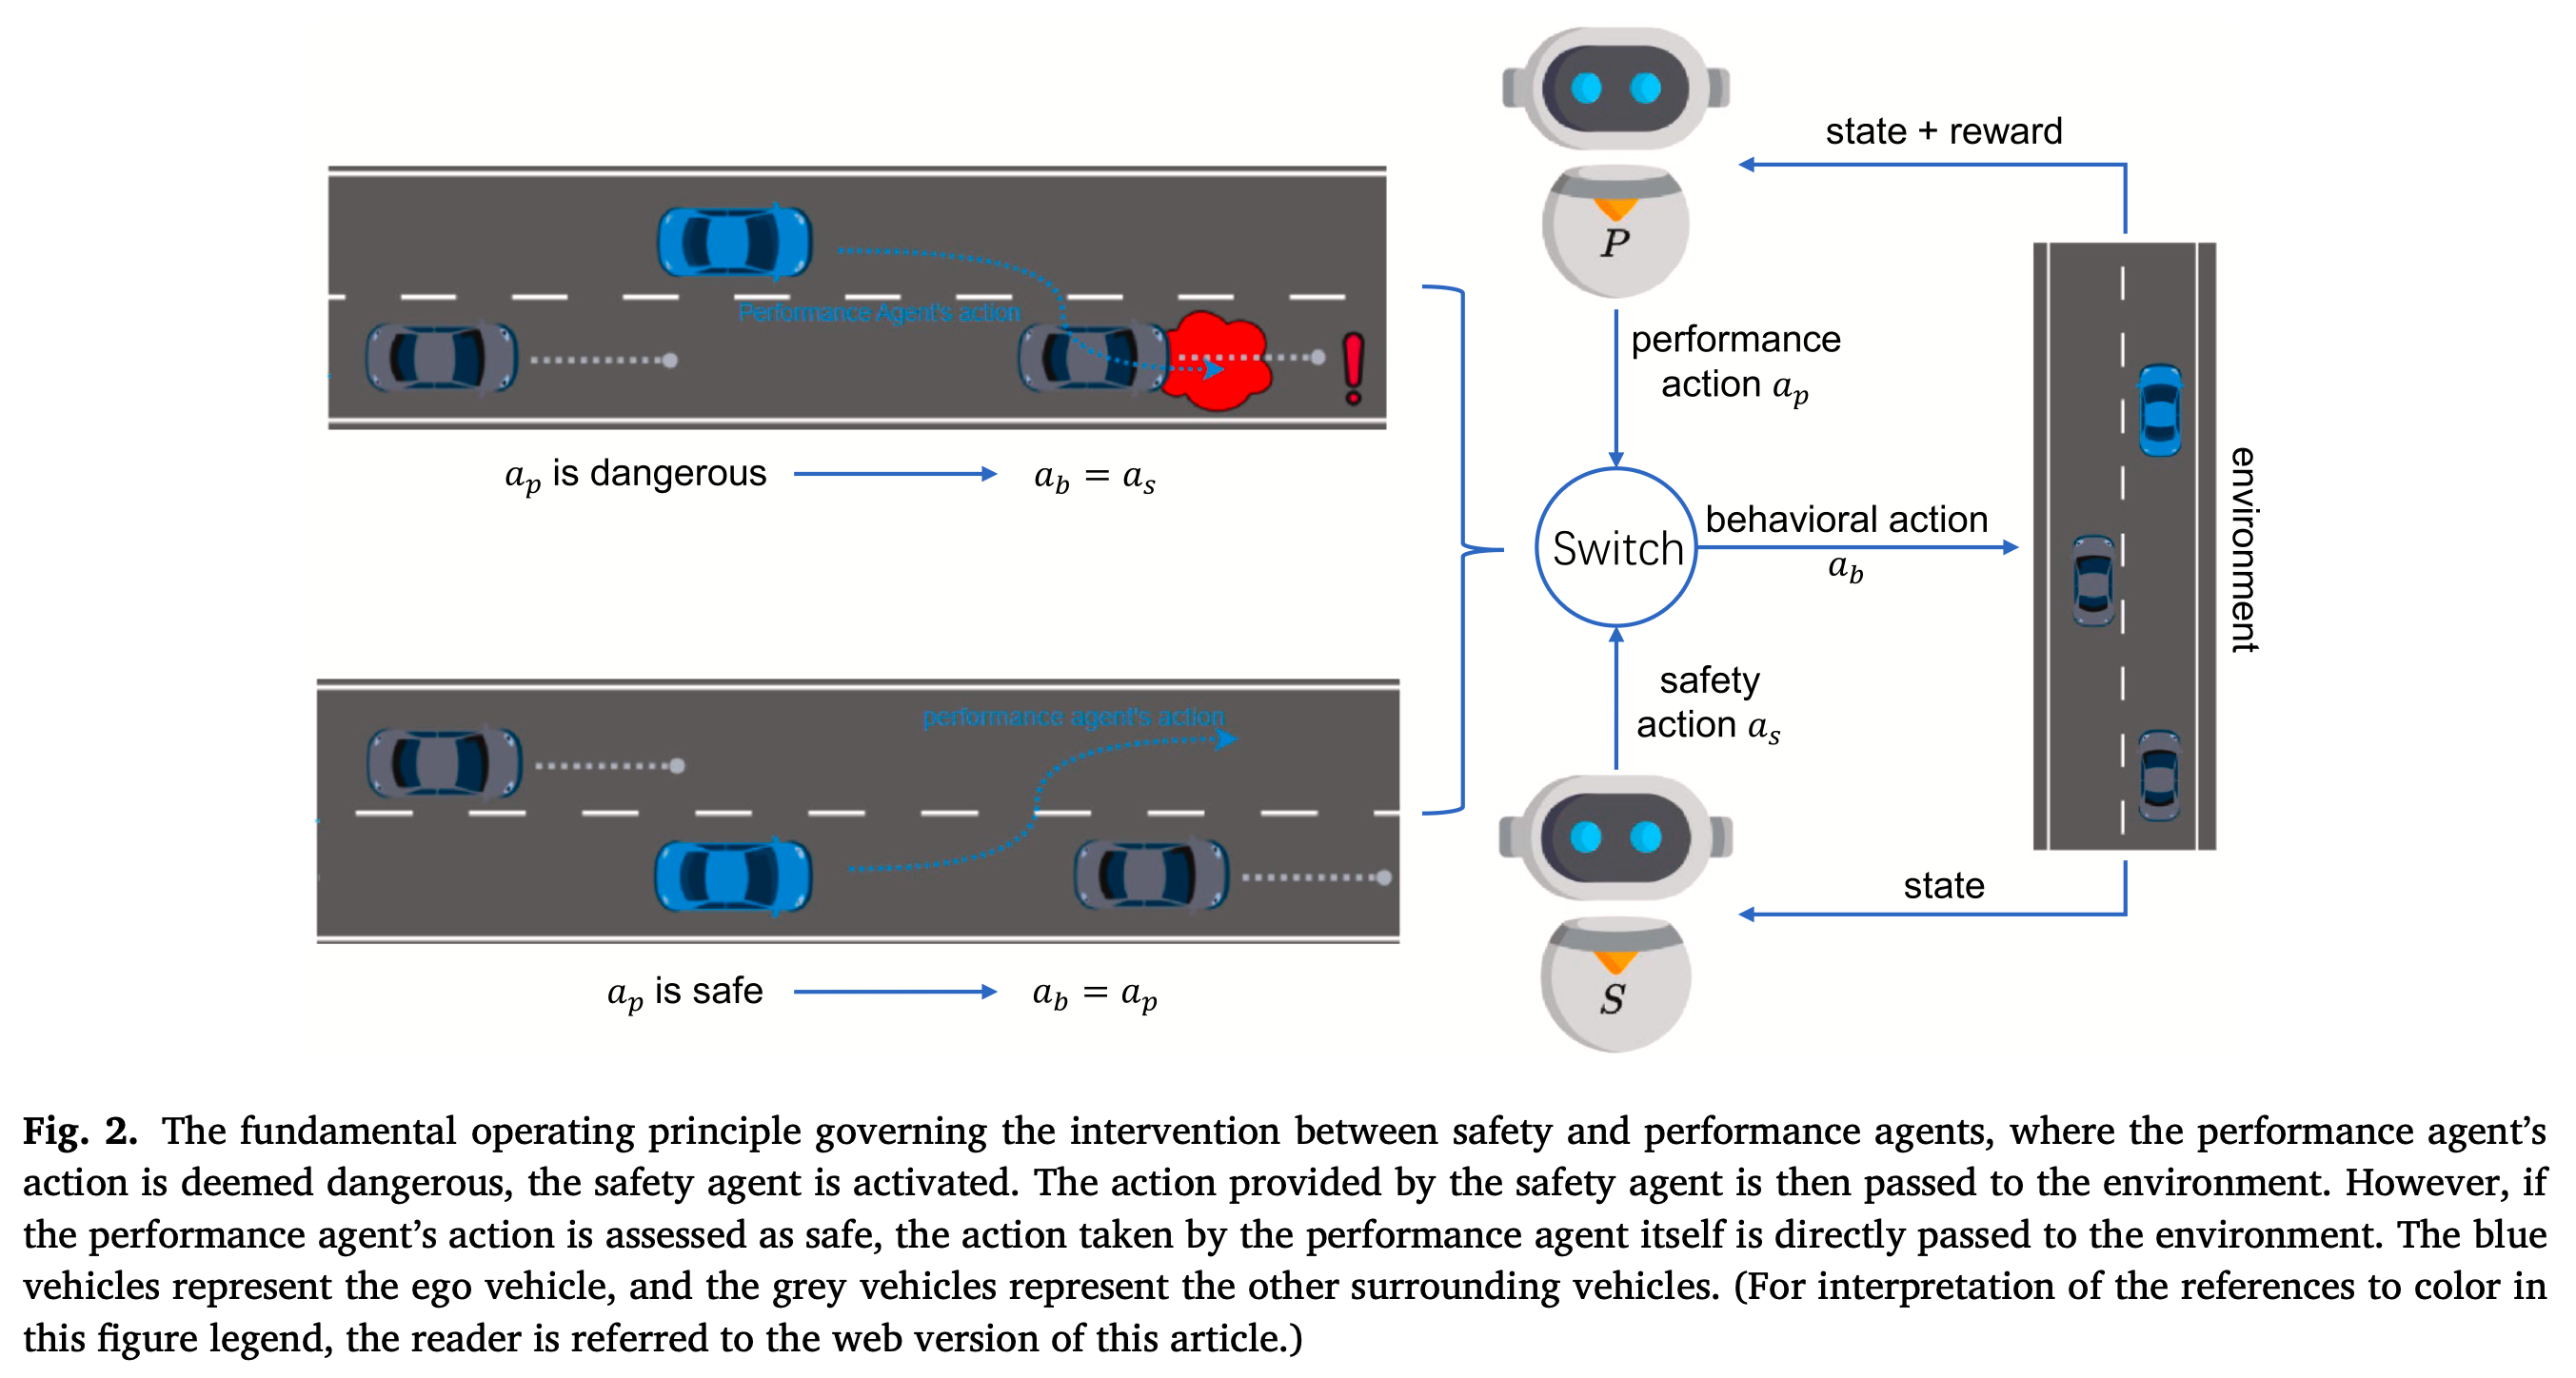 state + reward
P
Performance Agent's action
performance
action aₚ
aₚ is dangerous
a_b = aₛ
Switch
behavioral action
a_b
environment
performance agent's action
safety
action aₛ
state
aₚ is safe
a_b = aₚ
S
Fig. 2. The fundamental operating principle governing the intervention between safety and performance agents, where the performance agent’s
action is deemed dangerous, the safety agent is activated. The action provided by the safety agent is then passed to the environment. However, if
the performance agent’s action is assessed as safe, the action taken by the performance agent itself is directly passed to the environment. The blue
vehicles represent the ego vehicle, and the grey vehicles represent the other surrounding vehicles. (For interpretation of the references to color in
this figure legend, the reader is referred to the web version of this article.)